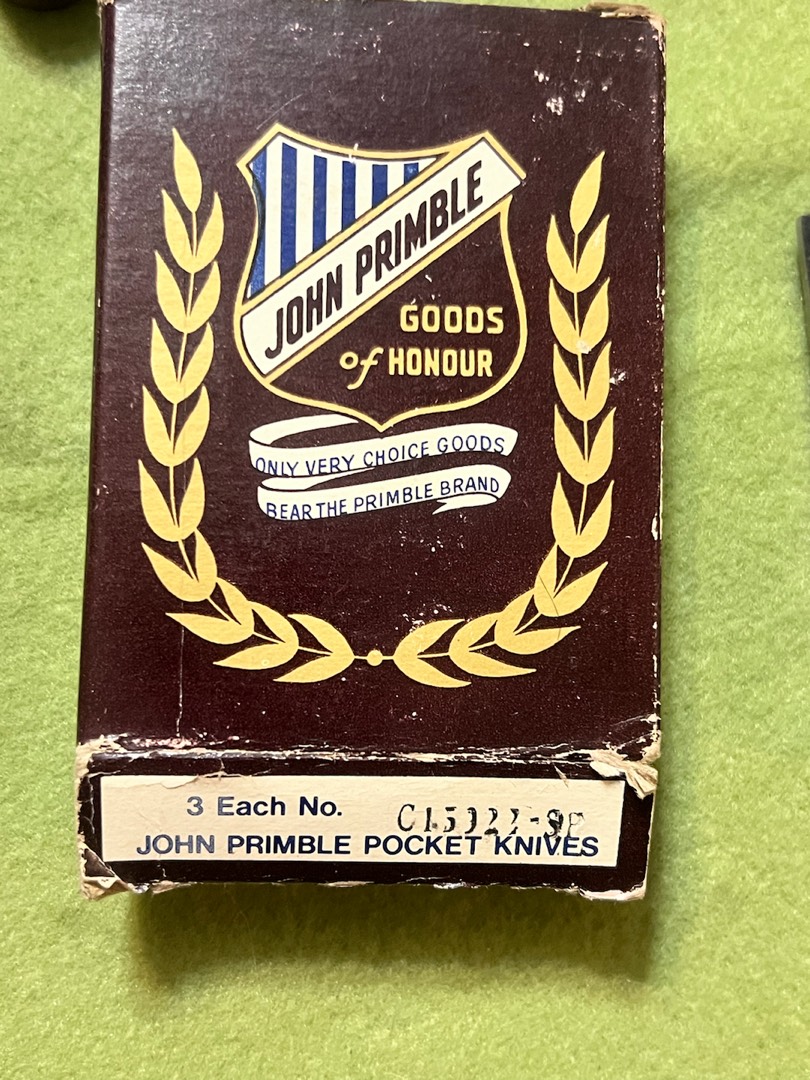 JOHN PRIMBLE
GOODS
of HONOUR
ONLY VERY CHOICE GOODS
BEAR THE PRIMBLE BRAND
3 Each No.
JOHN PRIMBLE POCKET KNIVES